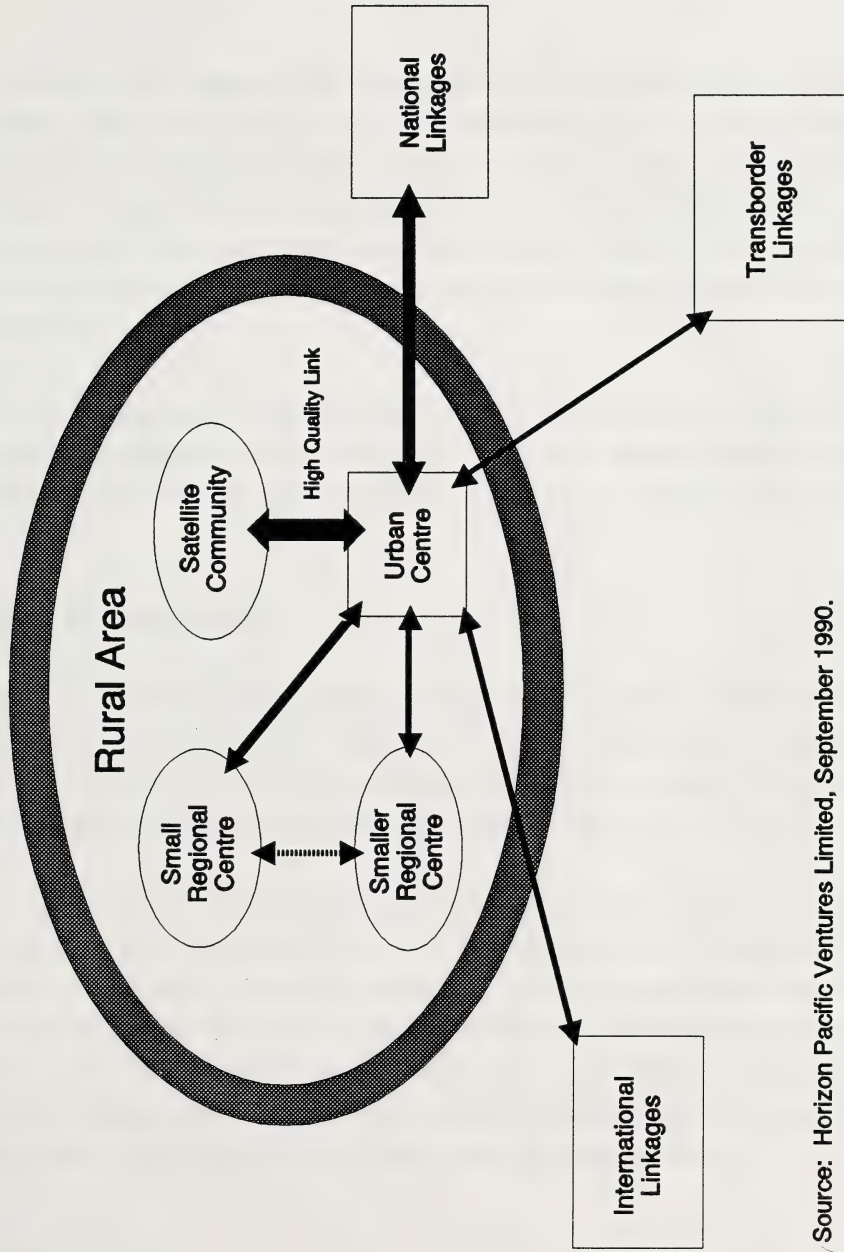 Rural Area
Small
Regional
Centre
Satellite
Community
High Quality Link
Smaller
Regional
Centre
Urban
Centre
National
Linkages
International
Linkages
Transborder
Linkages
Source: Horizon Pacific Ventures Limited, September 1990.